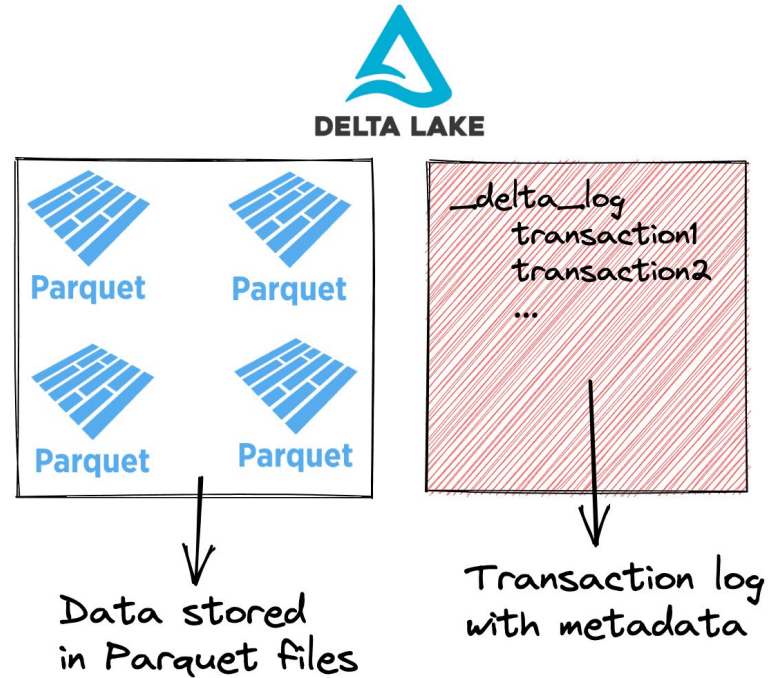 DELTA LAKE
Parquet
Parquet
Parquet
Parquet
_delta_log
transaction1
transaction2
...
Data stored
in Parquet files
Transaction log
with metadata